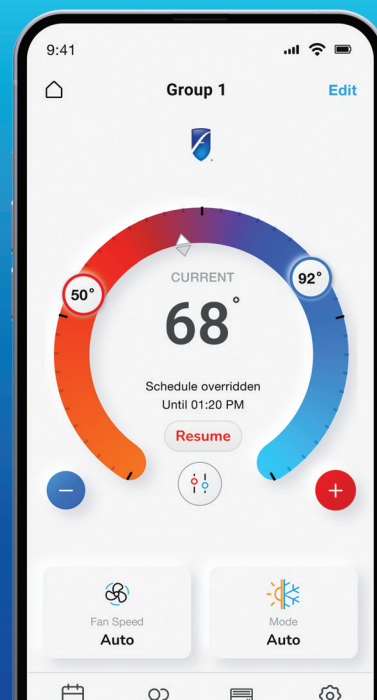 9:41
Group 1
Edit
50°
92°
CURRENT
68°
Schedule overridden
Until 01:20 PM
Resume
−
+
Fan Speed
Auto
Mode
Auto